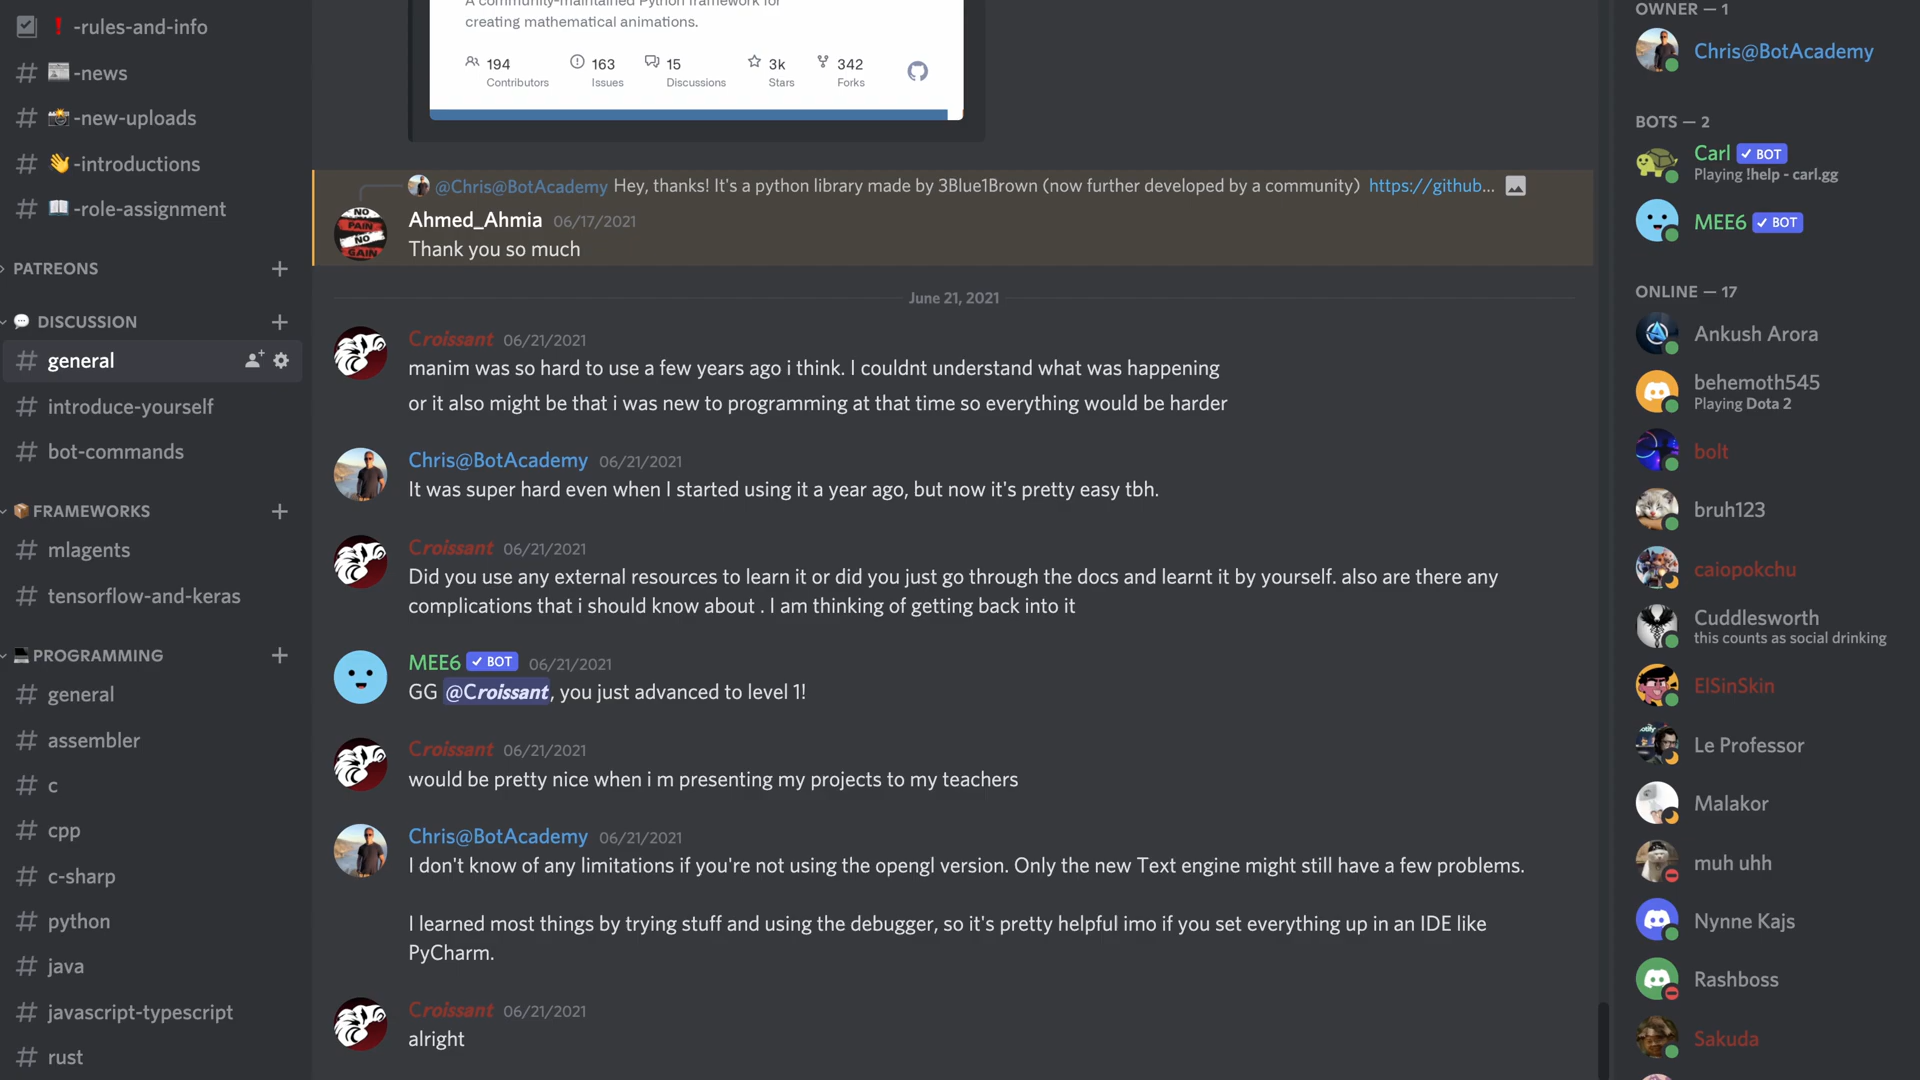 -rules-and-info
-news
-new-uploads
-introductions
-role-assignment
PATREONS
DISCUSSION
general
introduce-yourself
bot-commands
FRAMEWORKS
mlagents
tensorflow-and-keras
PROGRAMMING
general
assembler
c
cpp
c-sharp
python
java
javascript-typescript
rust
A community-maintained Python framework for
creating mathematical animations.
194 163 15 3k 342
Contributors Issues Discussions Stars Forks
@Chris@BotAcademy Hey, thanks! It's a python library made by 3Blue1Brown (now further developed by a community) https://github...
NO PAIN NO GAIN
Ahmed_Ahmia 06/17/2021
Thank you so much
June 21, 2021
Croissant 06/21/2021
manim was so hard to use a few years ago i think. I couldnt understand what was happening
or it also might be that i was new to programming at that time so everything would be harder
Chris@BotAcademy 06/21/2021
It was super hard even when I started using it a year ago, but now it's pretty easy tbh.
Croissant 06/21/2021
Did you use any external resources to learn it or did you just go through the docs and learnt it by yourself. also are there any
complications that i should know about . I am thinking of getting back into it
MEE6 BOT 06/21/2021
GG @Croissant, you just advanced to level 1!
Croissant 06/21/2021
would be pretty nice when i m presenting my projects to my teachers
Chris@BotAcademy 06/21/2021
I don't know of any limitations if you're not using the opengl version. Only the new Text engine might still have a few problems.
I learned most things by trying stuff and using the debugger, so it's pretty helpful imo if you set everything up in an IDE like
PyCharm.
Croissant 06/21/2021
alright
OWNER — 1
Chris@BotAcademy
BOTS — 2
Carl BOT
Playing !help - carl.gg
MEE6 BOT
ONLINE — 17
Ankush Arora
behemoth545
Playing Dota 2
bolt
bruh123
caiopokchu
Cuddlesworth
this counts as social drinking
ElSinSkin
Le Professor
Malakor
muh uhh
Nynne Kajs
Rashboss
Sakuda